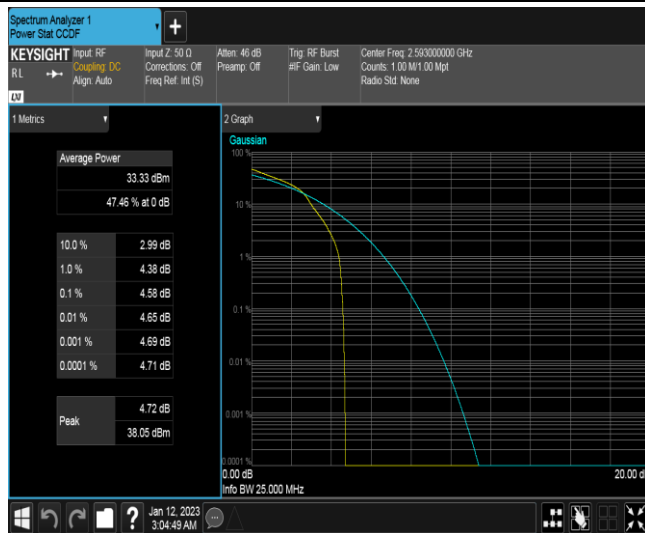 Spectrum Analyzer 1
Power Stat CCDF
+
KEYSIGHT
RL
Input: RF
Coupling: DC
Align: Auto
Input Z: 50 Ω
Corrections: Off
Freq Ref: Int (S)
Atten: 46 dB
Preamp: Off
Trig: RF Burst
#IF Gain: Low
Center Freq: 2.593000000 GHz
Counts: 1.00 M/1.00 Mpt
Radio Std: None
1 Metrics
Average Power
33.33 dBm
47.46 % at 0 dB
10.0 % 2.99 dB
1.0 % 4.38 dB
0.1 % 4.58 dB
0.01 % 4.65 dB
0.001 % 4.69 dB
0.0001 % 4.71 dB
Peak
4.72 dB
38.05 dBm
2 Graph
Gaussian
100 %
10 %
1 %
0.1 %
0.01 %
0.001 %
0.0001 %
0.00 dB
20.00 d
Info BW 25.000 MHz
?
Jan 12, 2023
3:04:49 AM